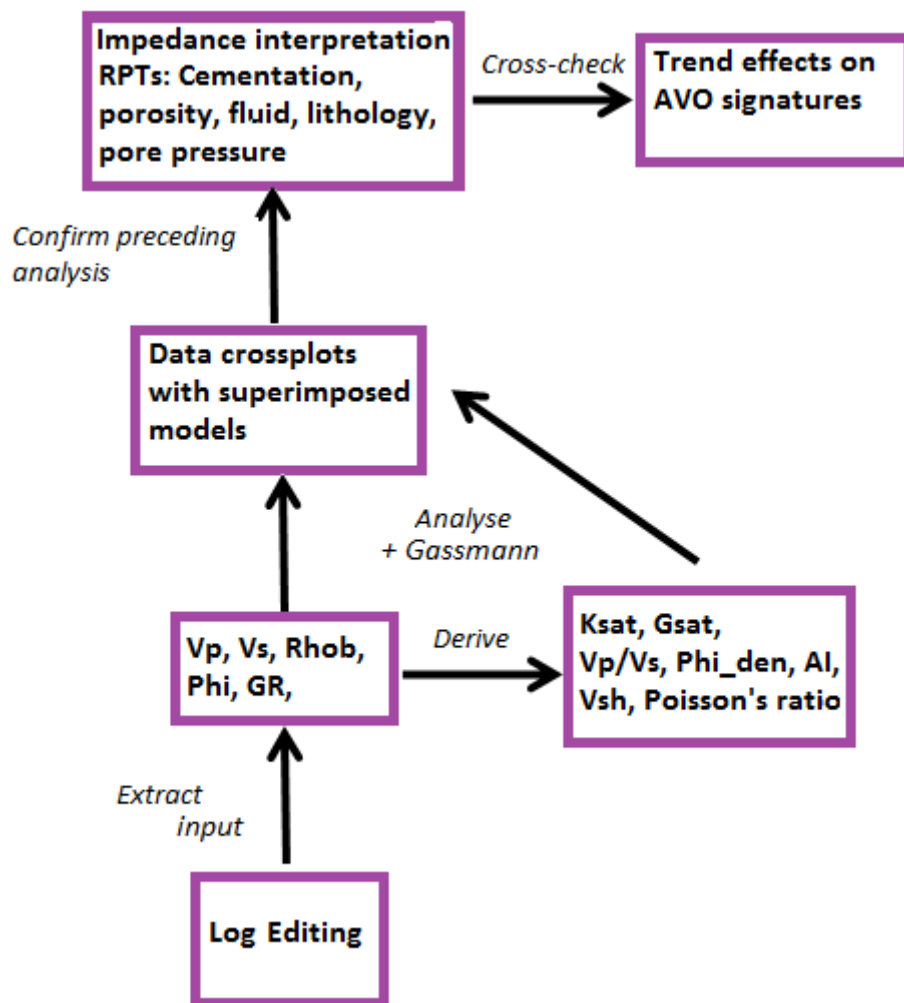 Impedance interpretation
RPTs: Cementation,
porosity, fluid, lithology,
pore pressure
Cross-check
Trend effects on
AVO signatures
Confirm preceding
analysis
Data crossplots
with superimposed
models
Analyse
+ Gassmann
Vp, Vs, Rhob,
Phi, GR,
Derive
Ksat, Gsat,
Vp/Vs, Phi_den, AI,
Vsh, Poisson's ratio
Extract
input
Log Editing